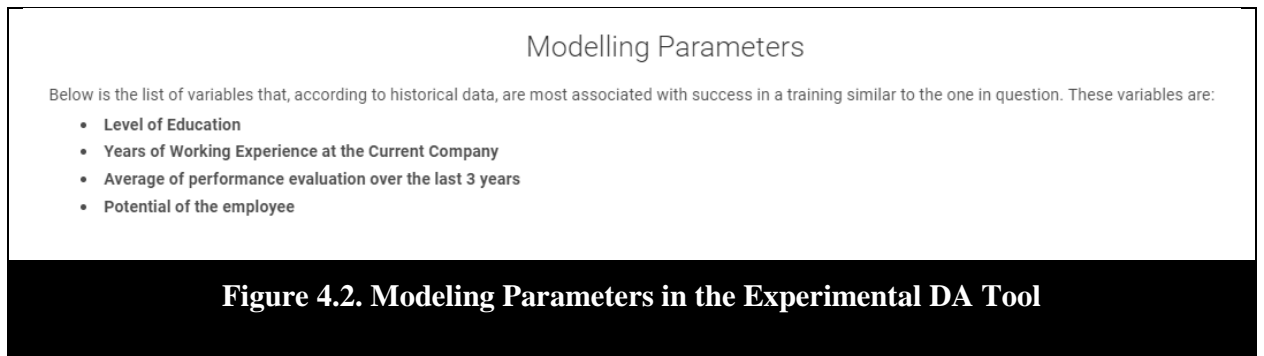 Modelling Parameters
Below is the list of variables that, according to historical data, are most associated with success in a training similar to the one in question. These variables are:
• Level of Education
• Years of Working Experience at the Current Company
• Average of performance evaluation over the last 3 years
• Potential of the employee
Figure 4.2. Modeling Parameters in the Experimental DA Tool